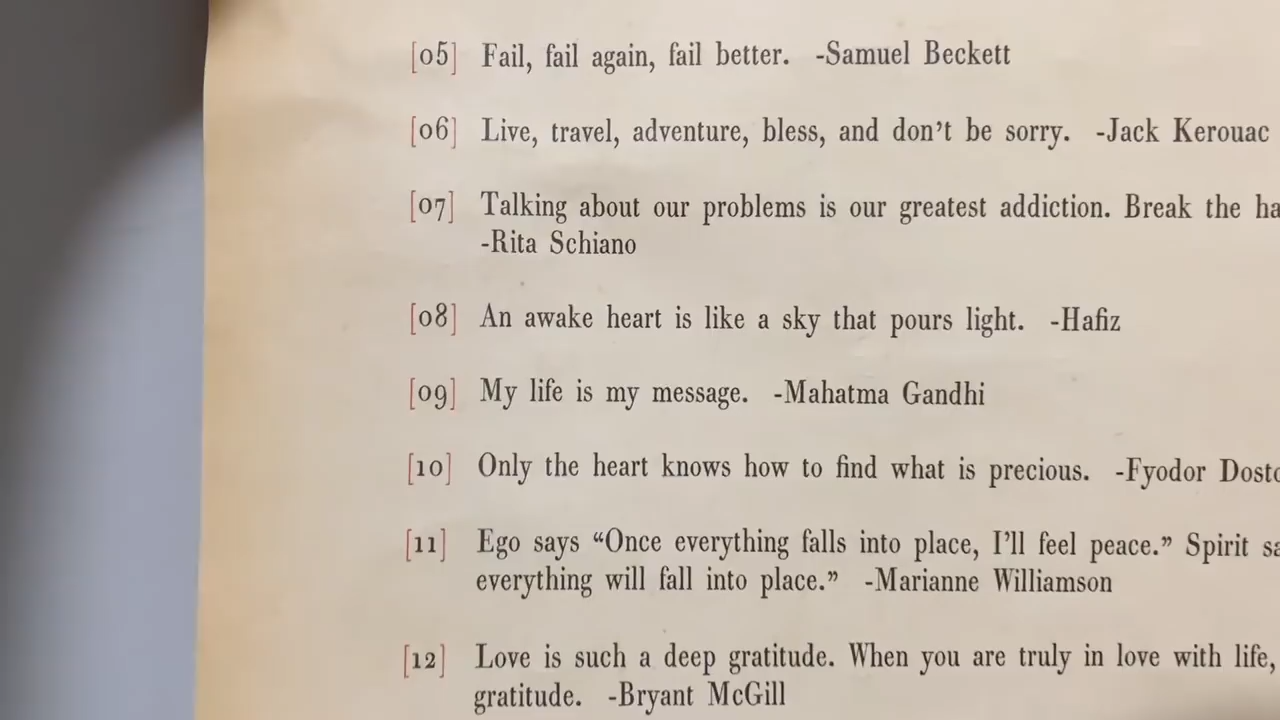 [05] Fail, fail again, fail better. -Samuel Beckett
[06] Live, travel, adventure, bless, and don’t be sorry. -Jack Kerouac
[07] Talking about our problems is our greatest addiction. Break the
-Rita Schiano
[08] An awake heart is like a sky that pours light. -Hafiz
[09] My life is my message. -Mahatma Gandhi
[10] Only the heart knows how to find what is precious. -Fyodor
[11] Ego says “Once everything falls into place, I’ll feel peace.” Spirit
everything will fall into place.” -Marianne Williamson
[12] Love is such a deep gratitude. When you are truly in love with life,
gratitude. -Bryant McGill